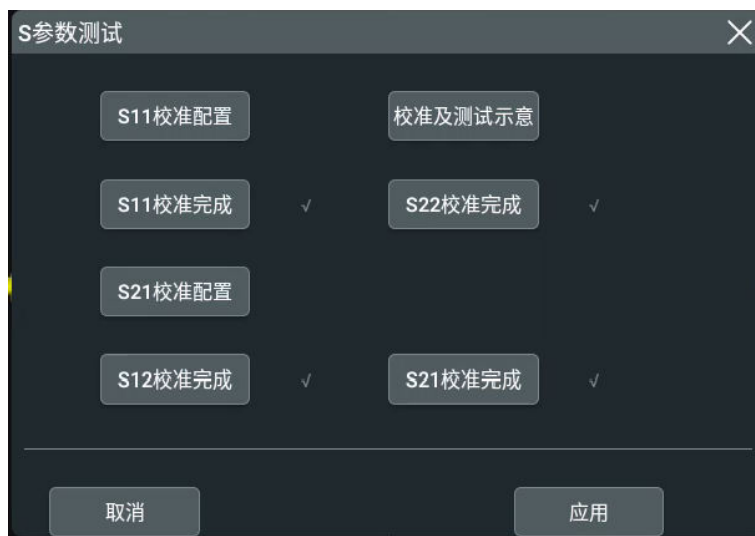 S参数测试
S11校准配置 校准及测试示意
S11校准完成 √ S22校准完成 √
S21校准配置
S12校准完成 √ S21校准完成 √
取消 应用